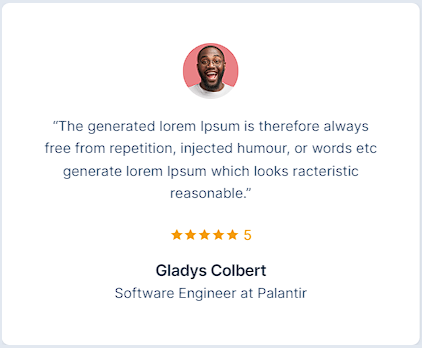 “The generated lorem Ipsum is therefore always
free from repetition, injected humour, or words etc
generate lorem Ipsum which looks racteristic
reasonable.”
5
Gladys Colbert
Software Engineer at Palantir